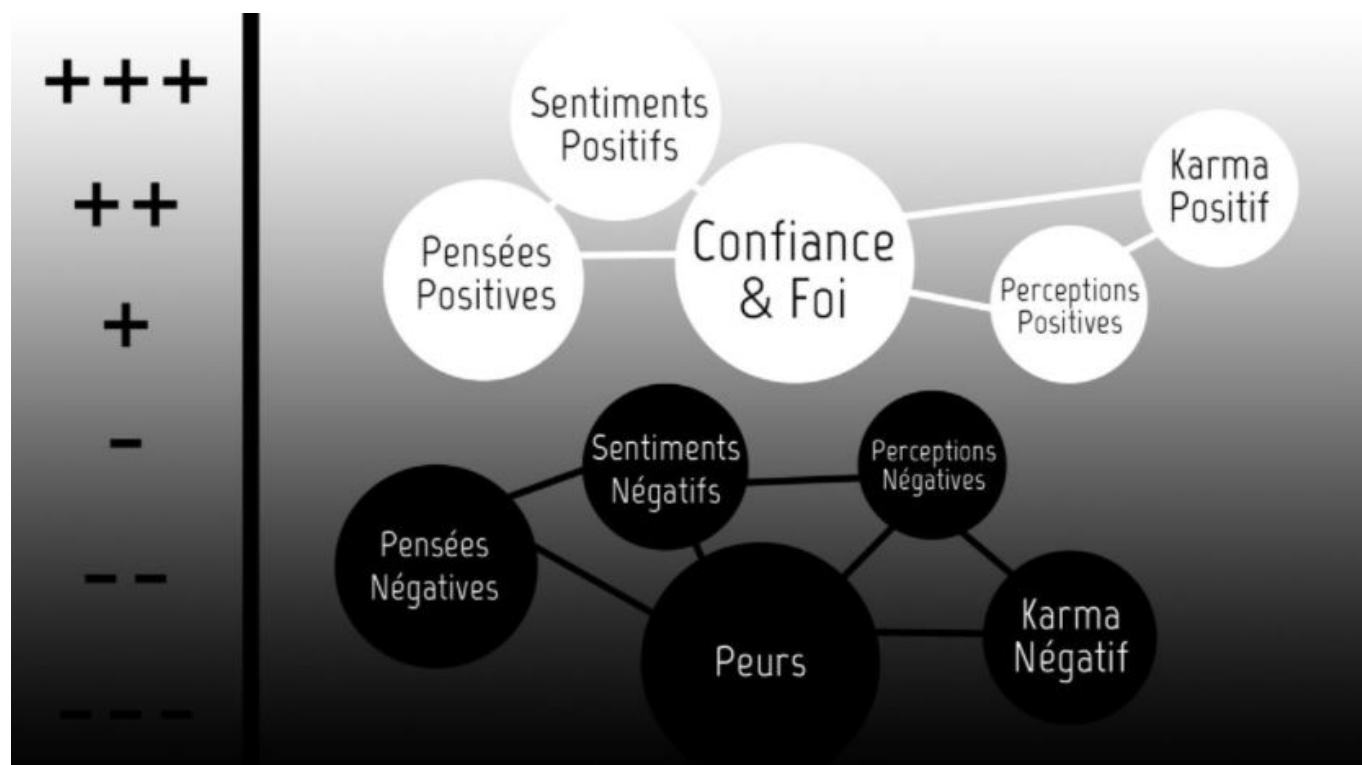 +++
++
+
-
--
---
Sentiments
Positifs
Pensées
Positives
Confiance
& Foi
Karma
Positif
Perceptions
Positives
Sentiments
Négatifs
Perceptions
Négatives
Pensées
Négatives
Peurs
Karma
Négatif